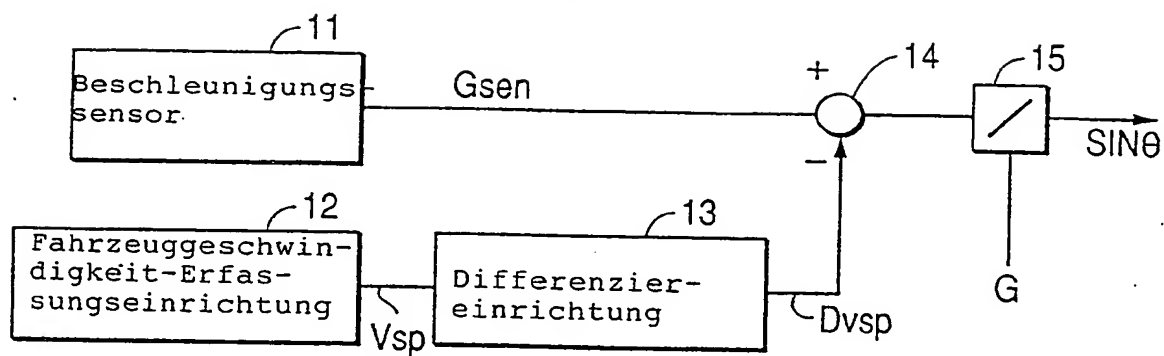 11
Beschleunigungs-
sensor
Gsen
+
14
15
−
SINθ
12
Fahrzeuggeschwin-
digkeit-Erfas-
sungseinrichtung
Vsp
13
Differenzier-
einrichtung
Dvsp
G